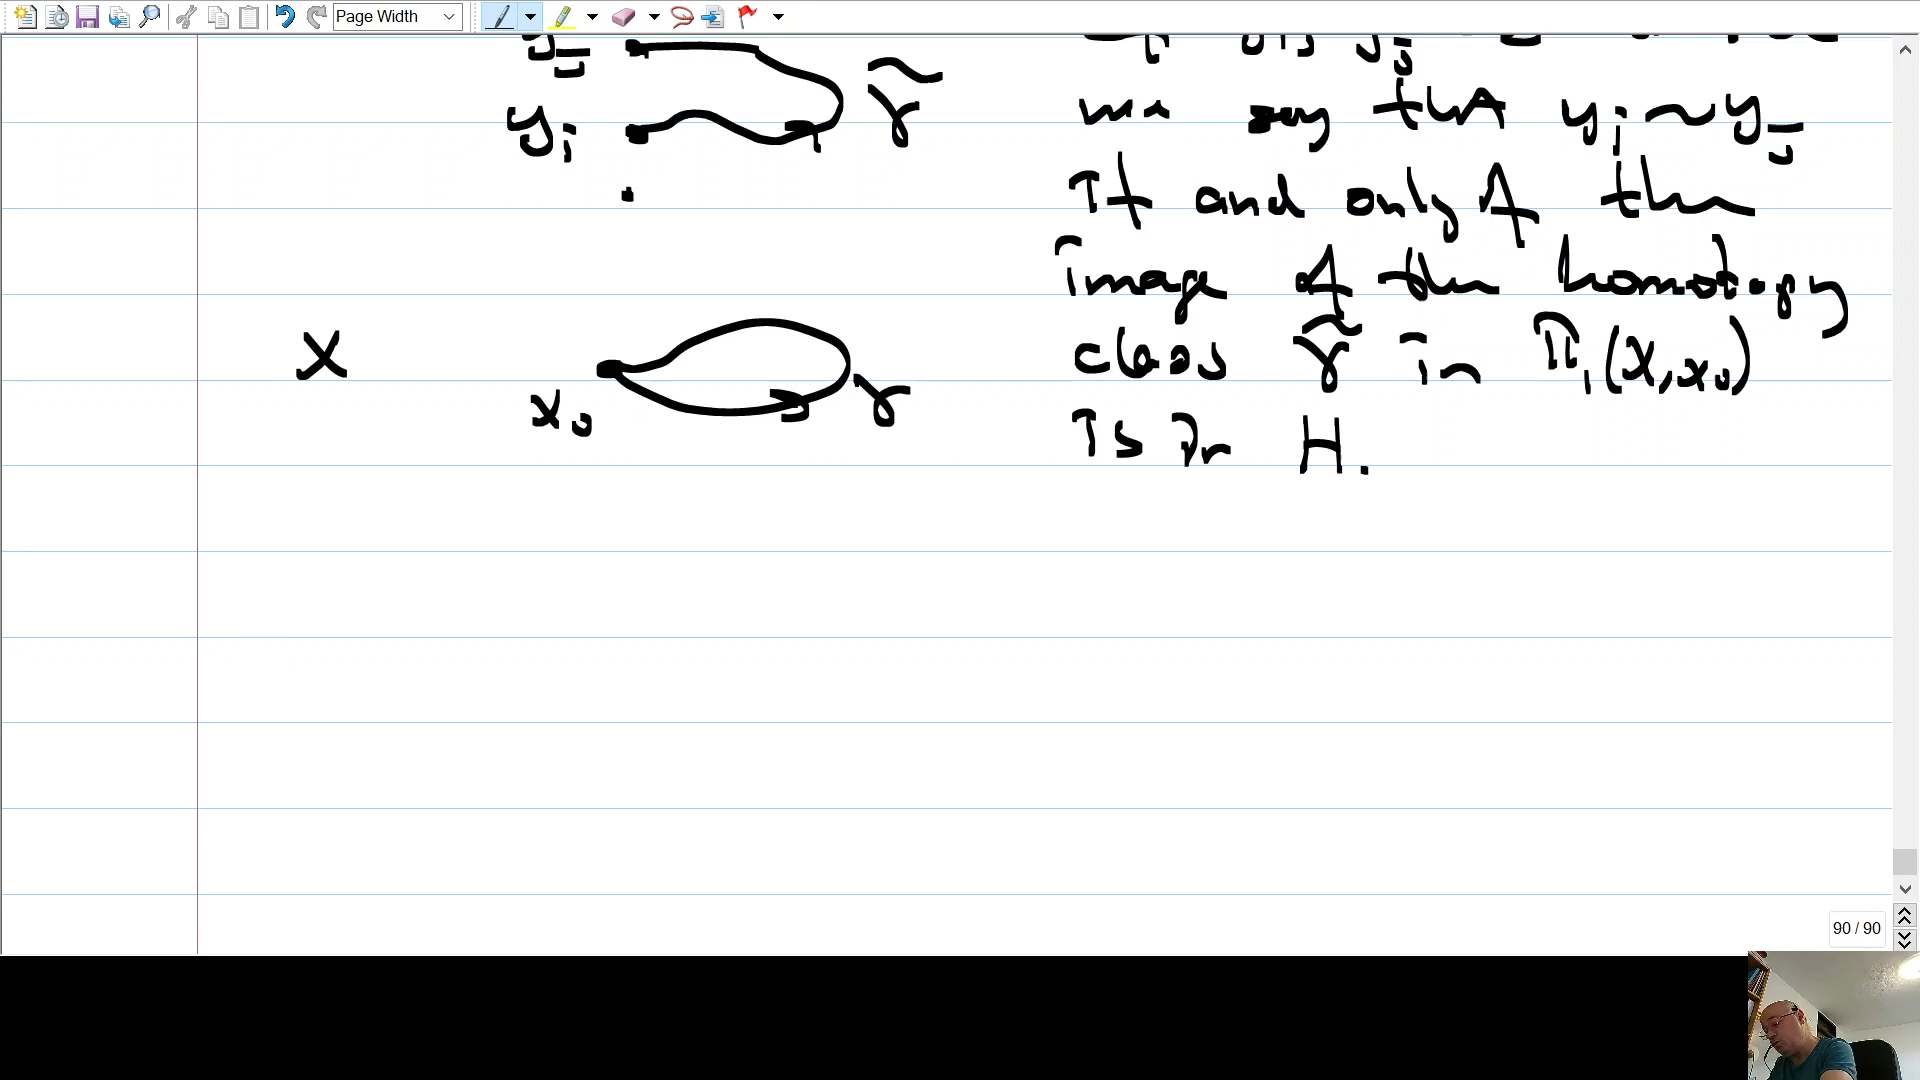 Page Width
y_j
y_i
γ̃
we say that y_i ~ y_j
If and only if the
image of the homotopy
class γ̃ in π_1(X, x_0)
Is In H.
X
x_0
γ
90 / 90